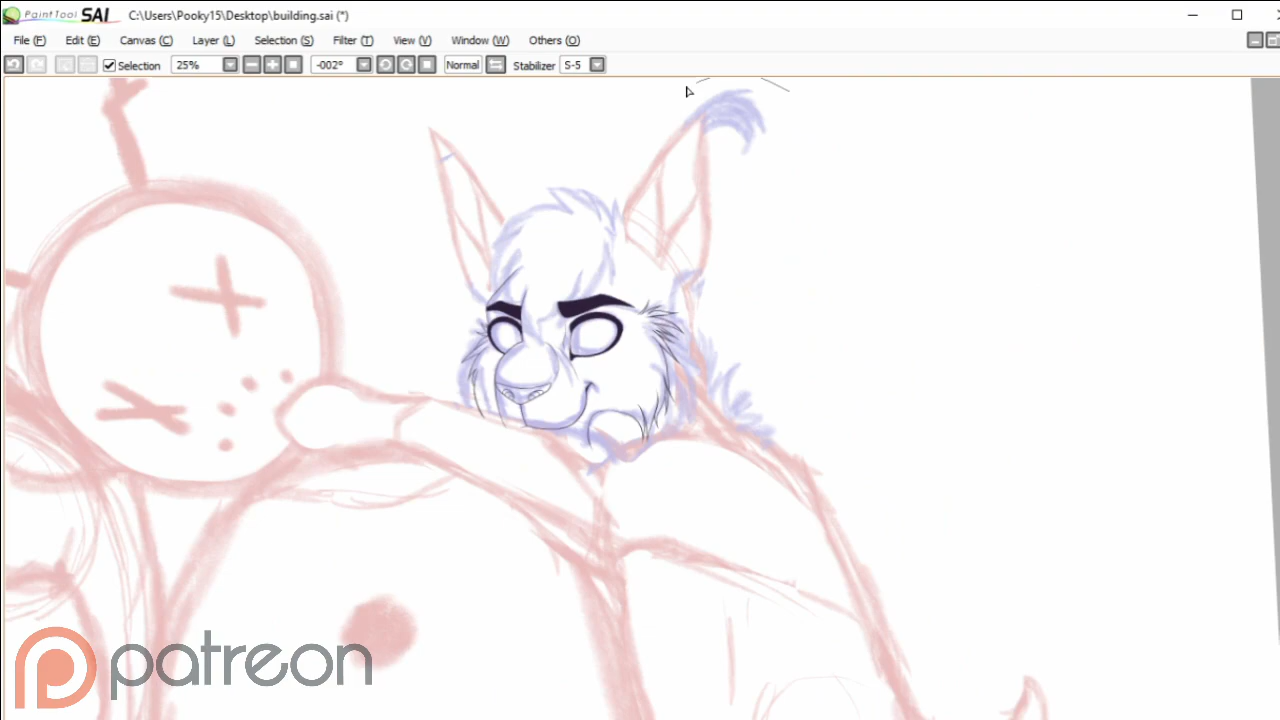 PaintTool SAI C:\Users\Pooky15\Desktop\building.sai (*)
File (F) Edit (E) Canvas (C) Layer (L) Selection (S) Filter (T) View (V) Window (W) Others (O)
Selection 25% -002° Normal Stabilizer S-5
patreon